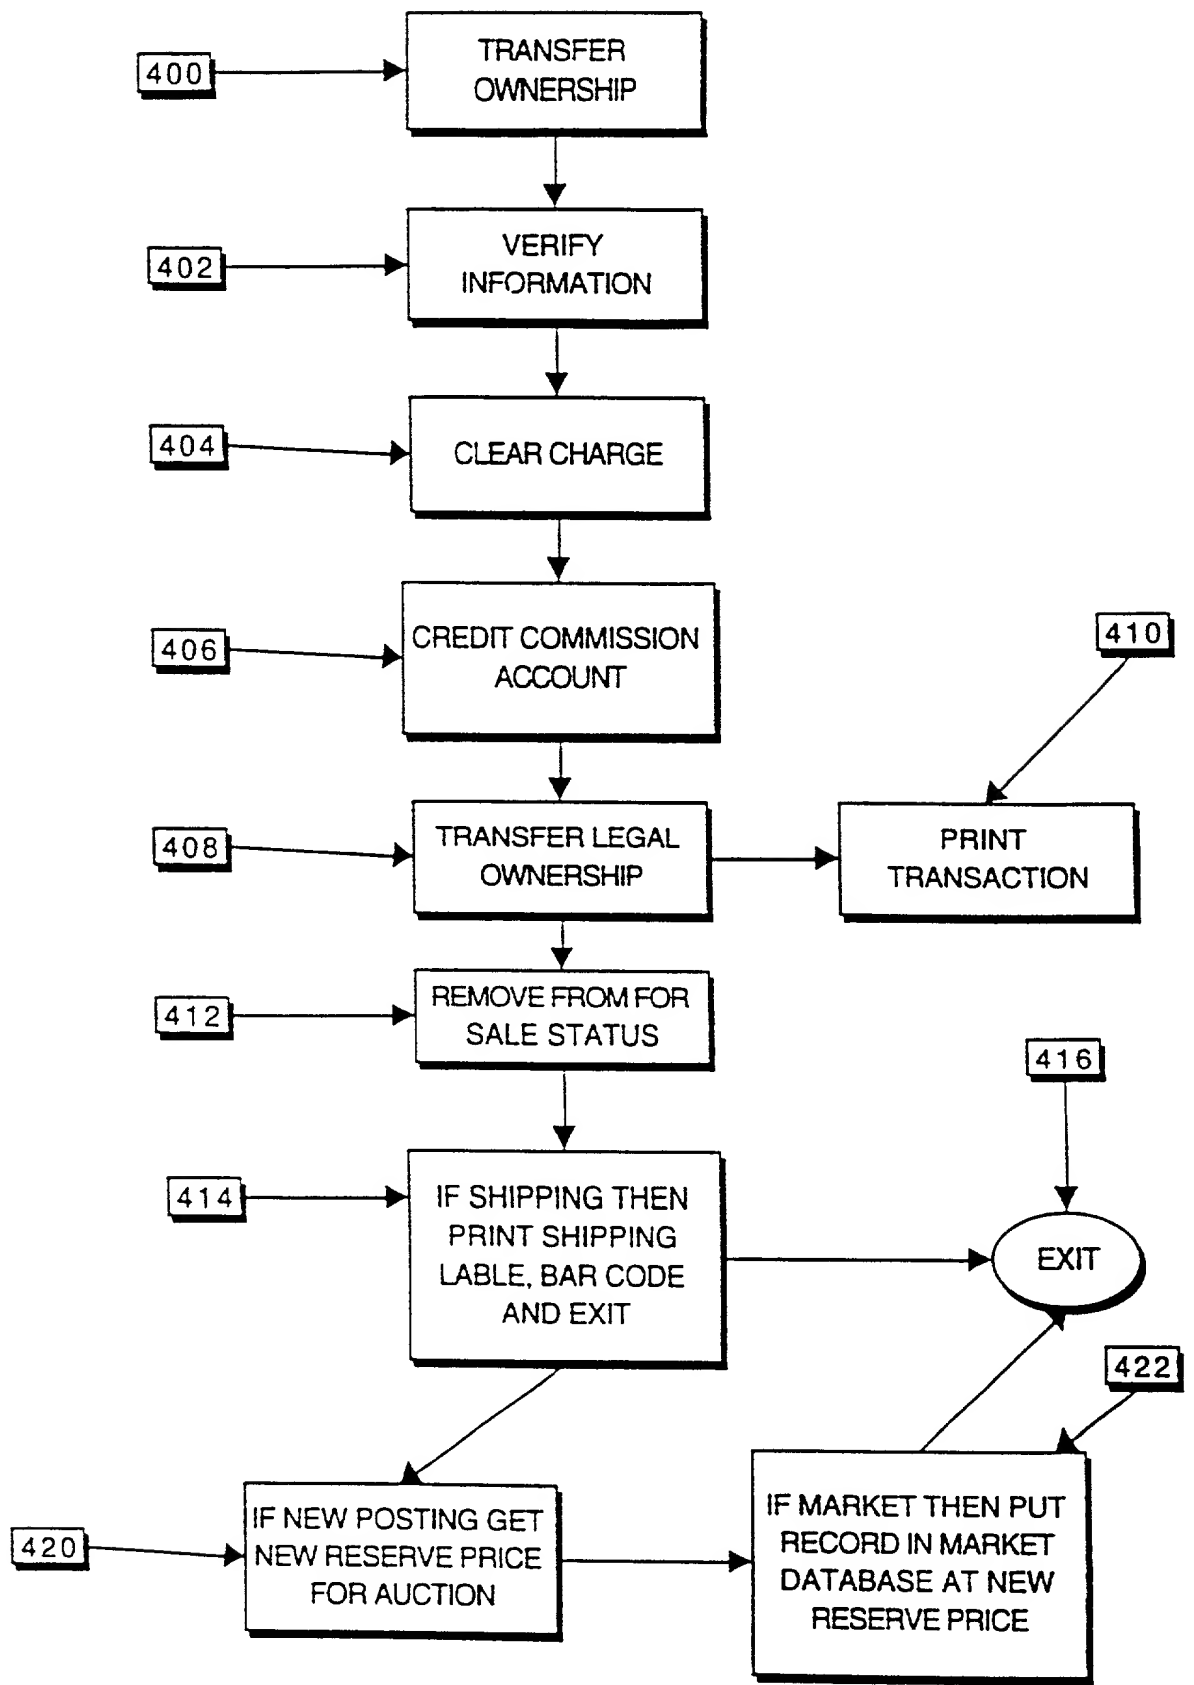 400
TRANSFER
OWNERSHIP
402
VERIFY
INFORMATION
404
CLEAR CHARGE
406
CREDIT COMMISSION
ACCOUNT
410
408
TRANSFER LEGAL
OWNERSHIP
PRINT
TRANSACTION
412
REMOVE FROM FOR
SALE STATUS
416
414
IF SHIPPING THEN
PRINT SHIPPING
LABLE, BAR CODE
AND EXIT
EXIT
422
420
IF NEW POSTING GET
NEW RESERVE PRICE
FOR AUCTION
IF MARKET THEN PUT
RECORD IN MARKET
DATABASE AT NEW
RESERVE PRICE